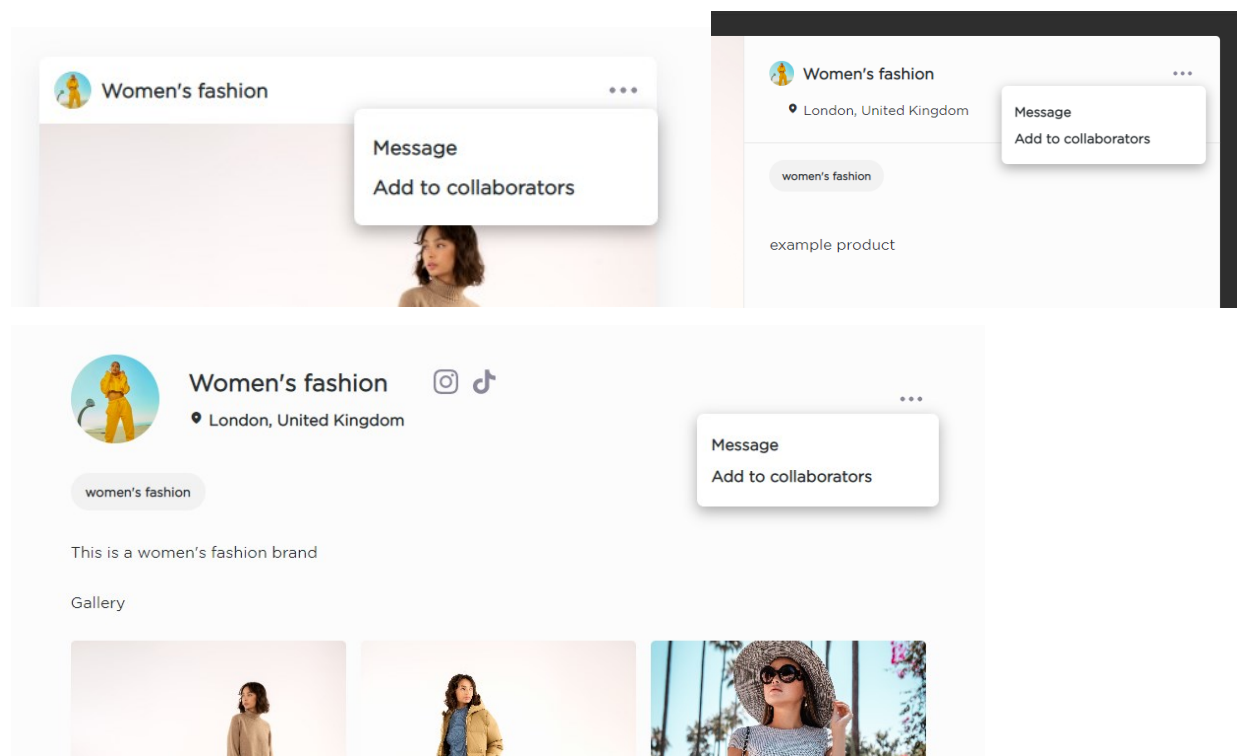 Women's fashion
Message
Add to collaborators
Women's fashion
London, United Kingdom
Message
Add to collaborators
women's fashion
example product
Women's fashion
London, United Kingdom
Message
Add to collaborators
women's fashion
This is a women's fashion brand
Gallery